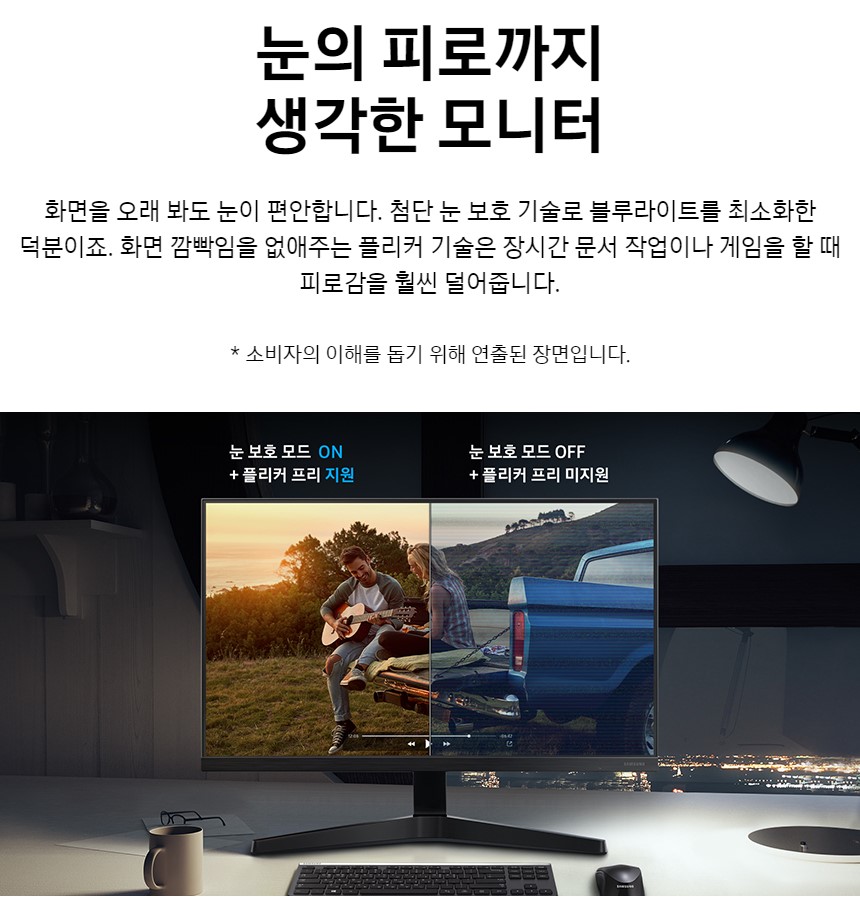 눈의 피로까지
생각한 모니터
화면을 오래 봐도 눈이 편안합니다. 첨단 눈 보호 기술로 블루라이트를 최소화한
덕분이죠. 화면 깜빡임을 없애주는 플리커 기술은 장시간 문서 작업이나 게임을 할 때
피로감을 훨씬 덜어줍니다.
* 소비자의 이해를 돕기 위해 연출된 장면입니다.
눈 보호 모드 ON
+ 플리커 프리 지원
눈 보호 모드 OFF
+ 플리커 프리 미지원
SAMSUNG
SAMSUNG